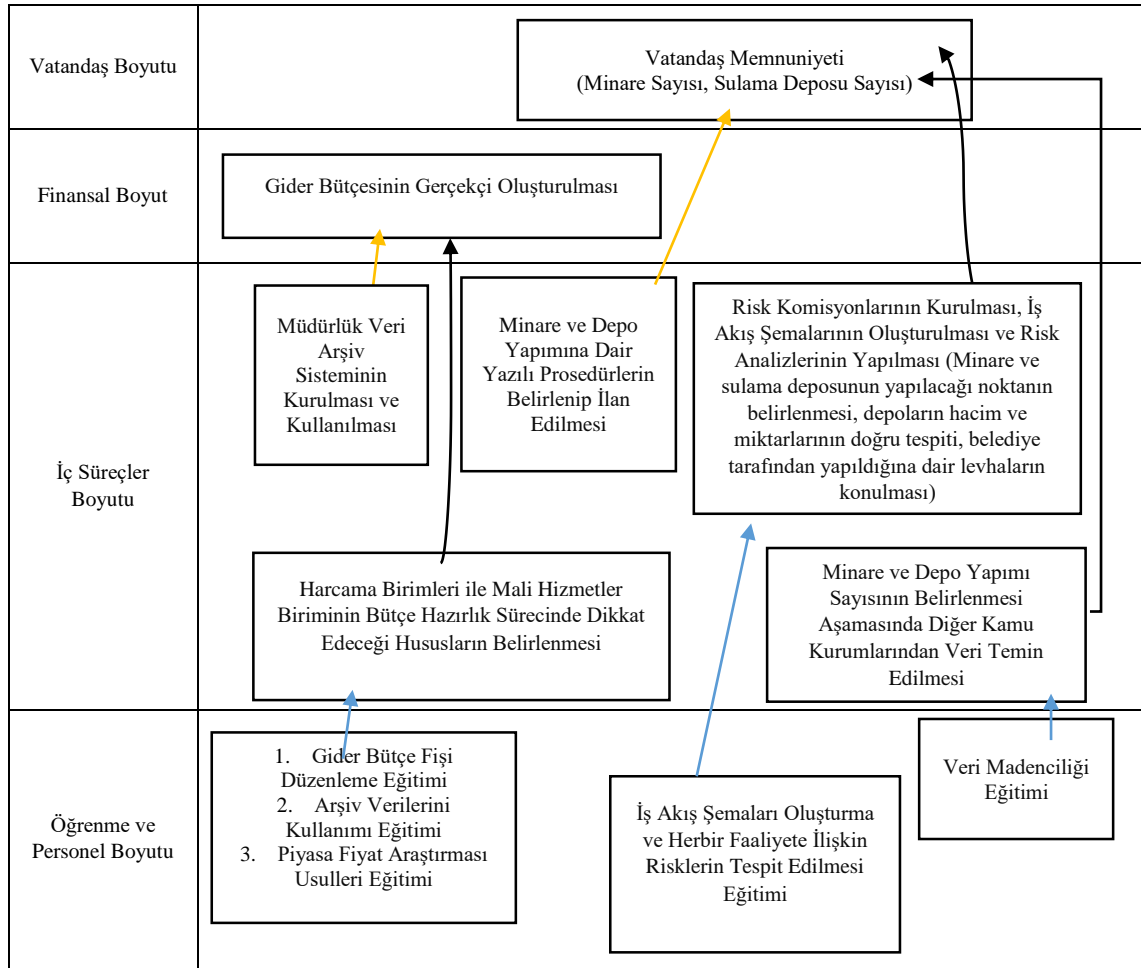 Vatandaş Boyutu
Vatandaş Memnuniyeti
(Minare Sayısı, Sulama Deposu Sayısı)
Finansal Boyut
Gider Bütçesinin Gerçekçi Oluşturulması
İç Süreçler
Boyutu
Müdürlük Veri
Arşiv
Sisteminin
Kurulması ve
Kullanılması
Minare ve Depo
Yapımına Dair
Yazılı Prosedürlerin
Belirlenip İlan
Edilmesi
Risk Komisyonlarının Kurulması, İş
Akış Şemalarının Oluşturulması ve Risk
Analizlerinin Yapılması (Minare ve
sulama deposunun yapılacağı noktanın
belirlenmesi, depoların hacim ve
miktarlarının doğru tespiti, belediye
tarafından yapıldığına dair levhaların
konulması)
Harcama Birimleri ile Mali Hizmetler
Biriminin Bütçe Hazırlık Sürecinde Dikkat
Edeceği Hususların Belirlenmesi
Minare ve Depo Yapımı
Sayısının Belirlenmesi
Aşamasında Diğer Kamu
Kurumlarından Veri Temin
Edilmesi
Öğrenme ve
Personel Boyutu
1. Gider Bütçe Fişi
Düzenleme Eğitimi
2. Arşiv Verilerini
Kullanımı Eğitimi
3. Piyasa Fiyat Araştırması
Usulleri Eğitimi
İş Akış Şemaları Oluşturma
ve Herbir Faaliyete İlişkin
Risklerin Tespit Edilmesi
Eğitimi
Veri Madenciliği
Eğitimi